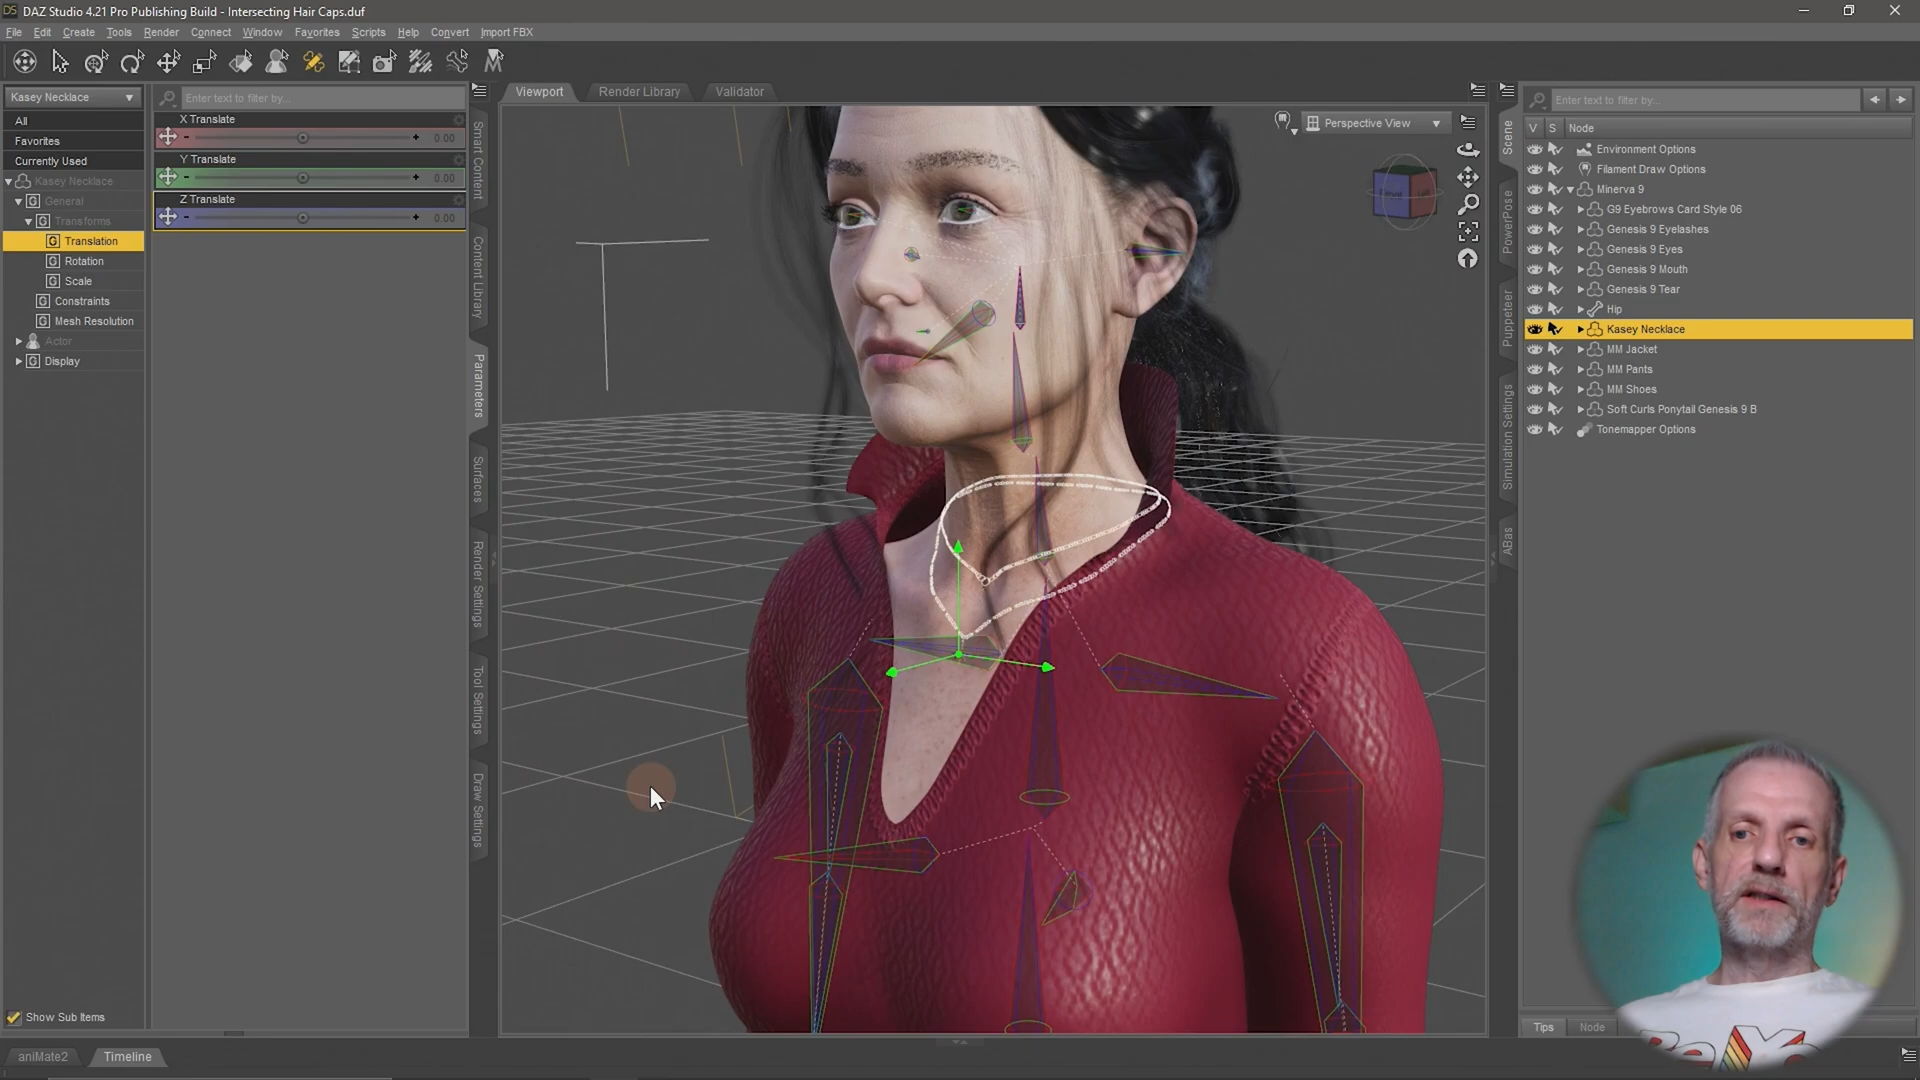 DAZ Studio 4.21 Pro Publishing Build - Intersecting Hair Caps.duf
File Edit Create Tools Render Connect Window Favorites Scripts Help Convert Import FBX
Kasey Necklace
All
Favorites
Currently Used
Kasey Necklace
General
Transforms
Translation
Rotation
Scale
Constraints
Mesh Resolution
Actor
Display
Show Sub Items
Enter text to filter by...
X Translate
0.00
Y Translate
0.00
Z Translate
0.00
Smart Content
Content Library
Parameters
Surfaces
Render Settings
Tool Settings
Draw Settings
Viewport Render Library Validator
Perspective View
Scene
PowerPose
Puppeteer
Simulation Settings
ABas
Enter text to filter by...
V S Node
Environment Options
Filament Draw Options
Minerva 9
G9 Eyebrows Card Style 06
Genesis 9 Eyelashes
Genesis 9 Eyes
Genesis 9 Mouth
Genesis 9 Tear
Hip
Kasey Necklace
MM Jacket
MM Pants
MM Shoes
Soft Curls Ponytail Genesis 9 B
Tonemapper Options
Tips Node
aniMate2 Timeline